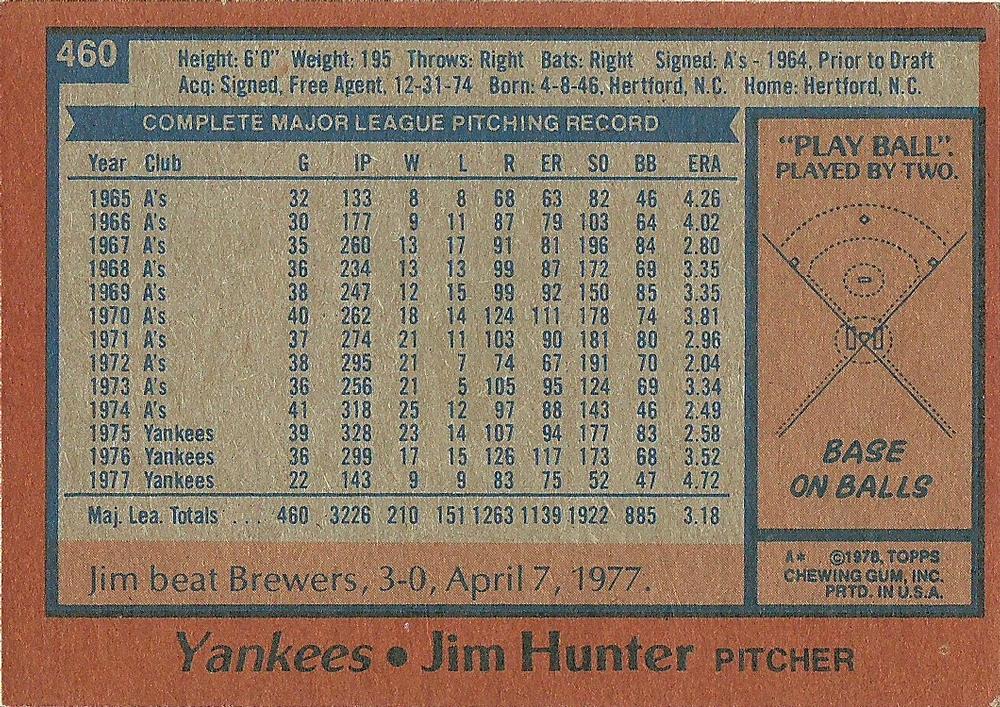 460
Height: 6'0" Weight: 195 Throws: Right Bats: Right Signed: A's - 1964, Prior to Draft
Acq: Signed, Free Agent, 12-31-74 Born: 4-8-46, Hertford, N.C. Home: Hertford, N.C.
COMPLETE MAJOR LEAGUE PITCHING RECORD
Year Club G IP W L R ER SO BB ERA
1965 A's 32 133 8 8 68 63 82 46 4.26
1966 A's 30 177 9 11 87 79 103 64 4.02
1967 A's 35 260 13 17 91 81 196 84 2.80
1968 A's 36 234 13 13 99 87 172 69 3.35
1969 A's 38 247 12 15 99 92 150 85 3.35
1970 A's 40 262 18 14 124 111 178 74 3.81
1971 A's 37 274 21 11 103 90 181 80 2.96
1972 A's 38 295 21 7 74 67 191 70 2.04
1973 A's 36 256 21 5 105 95 124 69 3.34
1974 A's 41 318 25 12 97 88 143 46 2.49
1975 Yankees 39 328 23 14 107 94 177 83 2.58
1976 Yankees 36 299 17 15 126 117 173 68 3.52
1977 Yankees 22 143 9 9 83 75 52 47 4.72
Maj. Lea. Totals . . . 460 3226 210 151 1263 1139 1922 885 3.18
Jim beat Brewers, 3-0, April 7, 1977.
"PLAY BALL".
PLAYED BY TWO.
BASE
ON BALLS
A* ©1978, TOPPS
CHEWING GUM, INC.
PRTD. IN U.S.A.
Yankees • Jim Hunter PITCHER